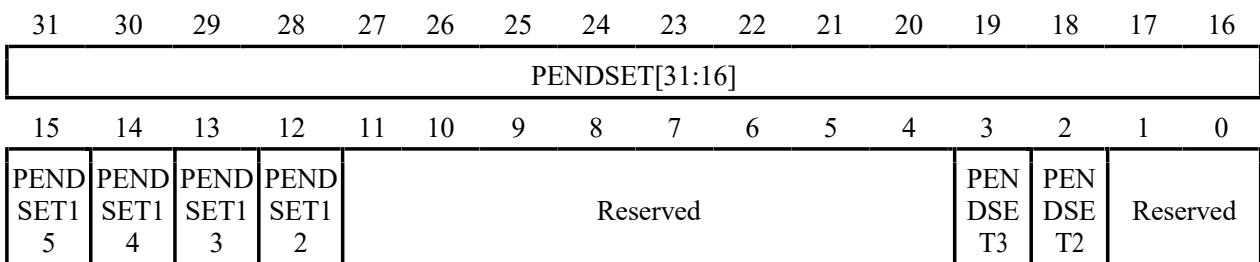 31 30 29 28 27 26 25 24 23 22 21 20 19 18 17 16
PENDSET[31:16]
15 14 13 12 11 10 9 8 7 6 5 4 3 2 1 0
PEND PEND PEND PEND PEN PEN
SET1 SET1 SET1 SET1 Reserved DSE DSE Reserved
5 4 3 2 T3 T2